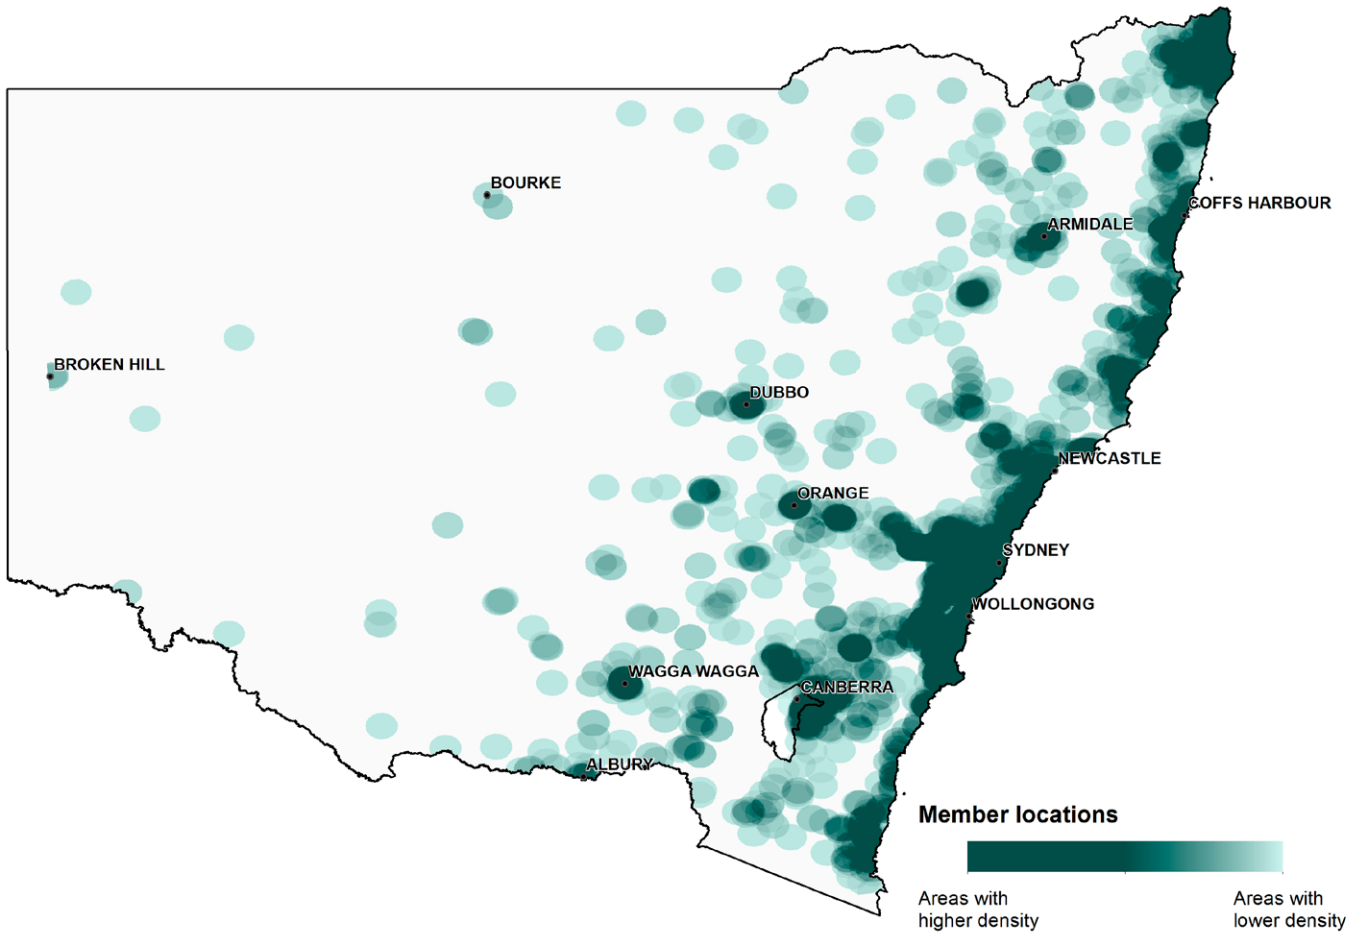 BOURKE
COFFS HARBOUR
ARMIDALE
BROKEN HILL
DUBBO
NEWCASTLE
ORANGE
SYDNEY
WOLLONGONG
WAGGA WAGGA
CANBERRA
ALBURY
Member locations
Areas with
higher density
Areas with
lower density